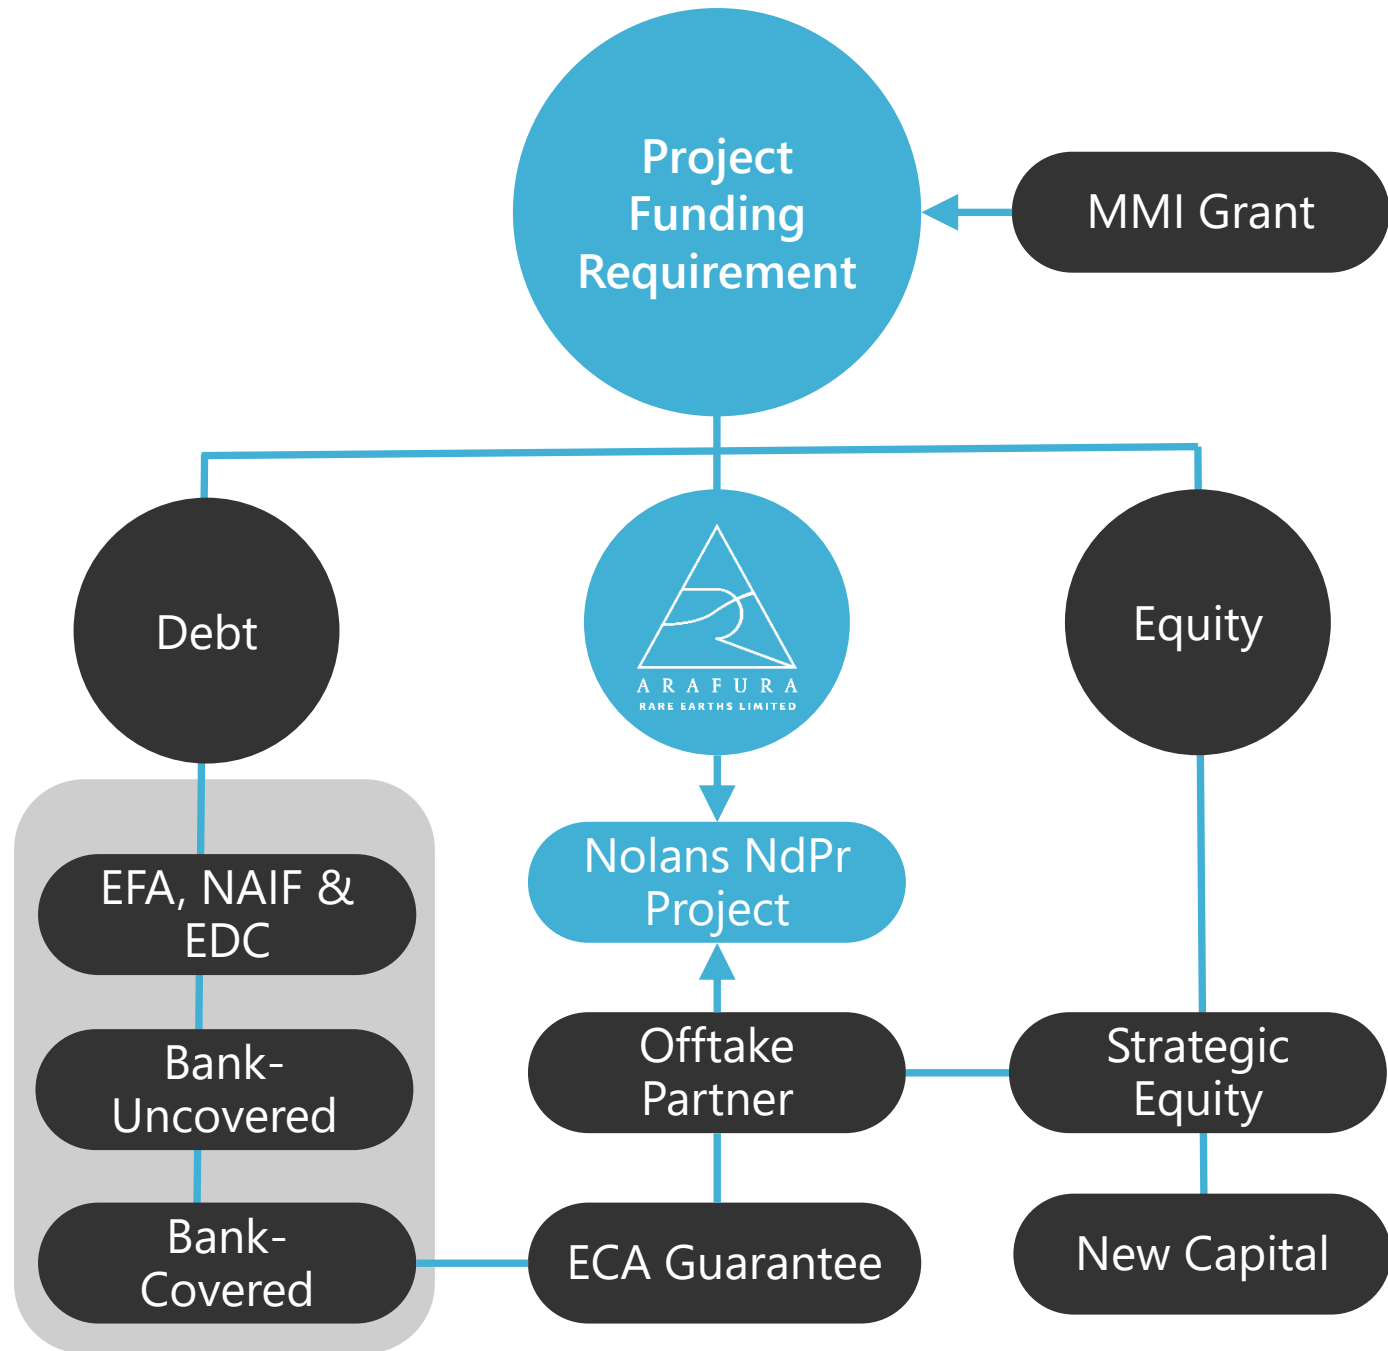 Project
Funding
Requirement
MMI Grant
Debt
ARAFURA
RARE EARTHS LIMITED
Equity
Nolans NdPr
Project
EFA, NAIF &
EDC
Bank-
Uncovered
Offtake
Partner
Strategic
Equity
Bank-
Covered
ECA Guarantee
New Capital